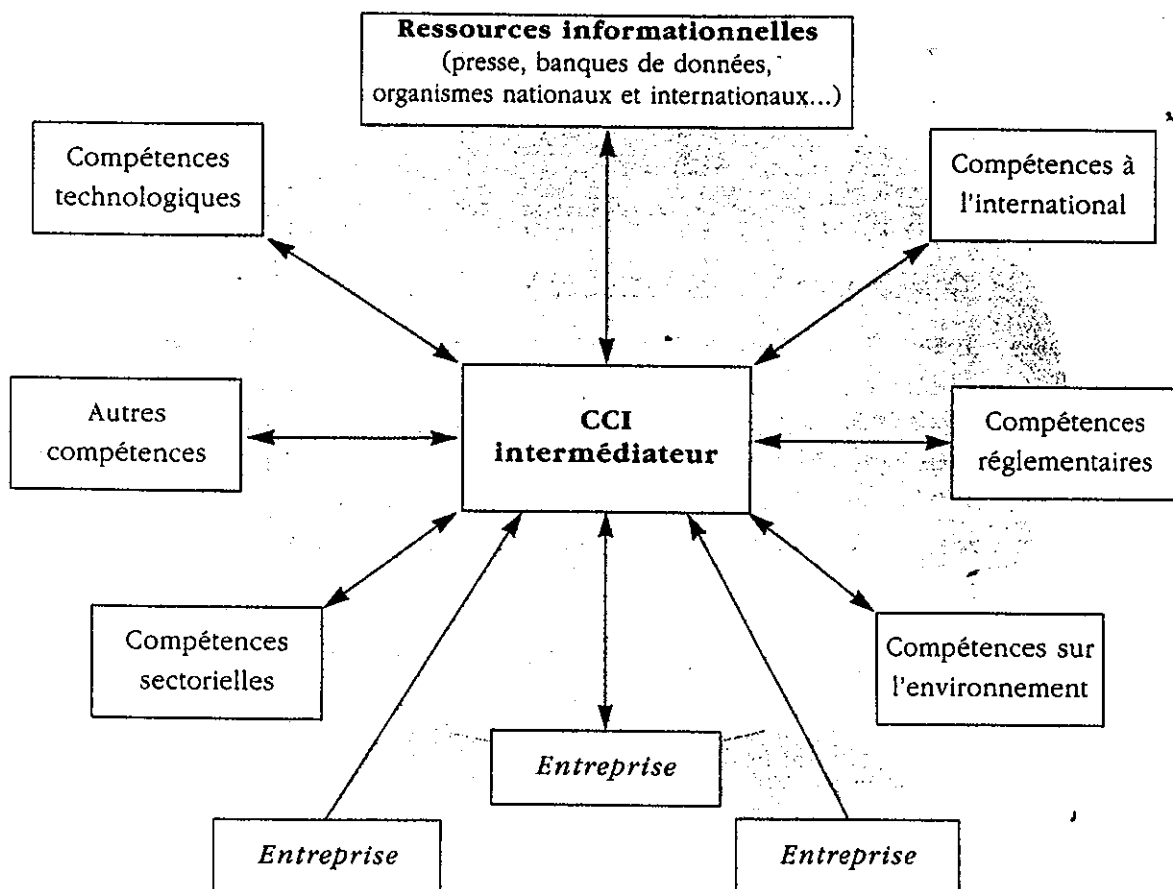 Ressources informationnelles
(presse, banques de données,
organismes nationaux et internationaux...)
Compétences
technologiques
Compétences à
l'international
Autres
compétences
CCI
intermédiateur
Compétences
réglementaires
Compétences
sectorielles
Compétences sur
l'environnement
Entreprise
Entreprise
Entreprise